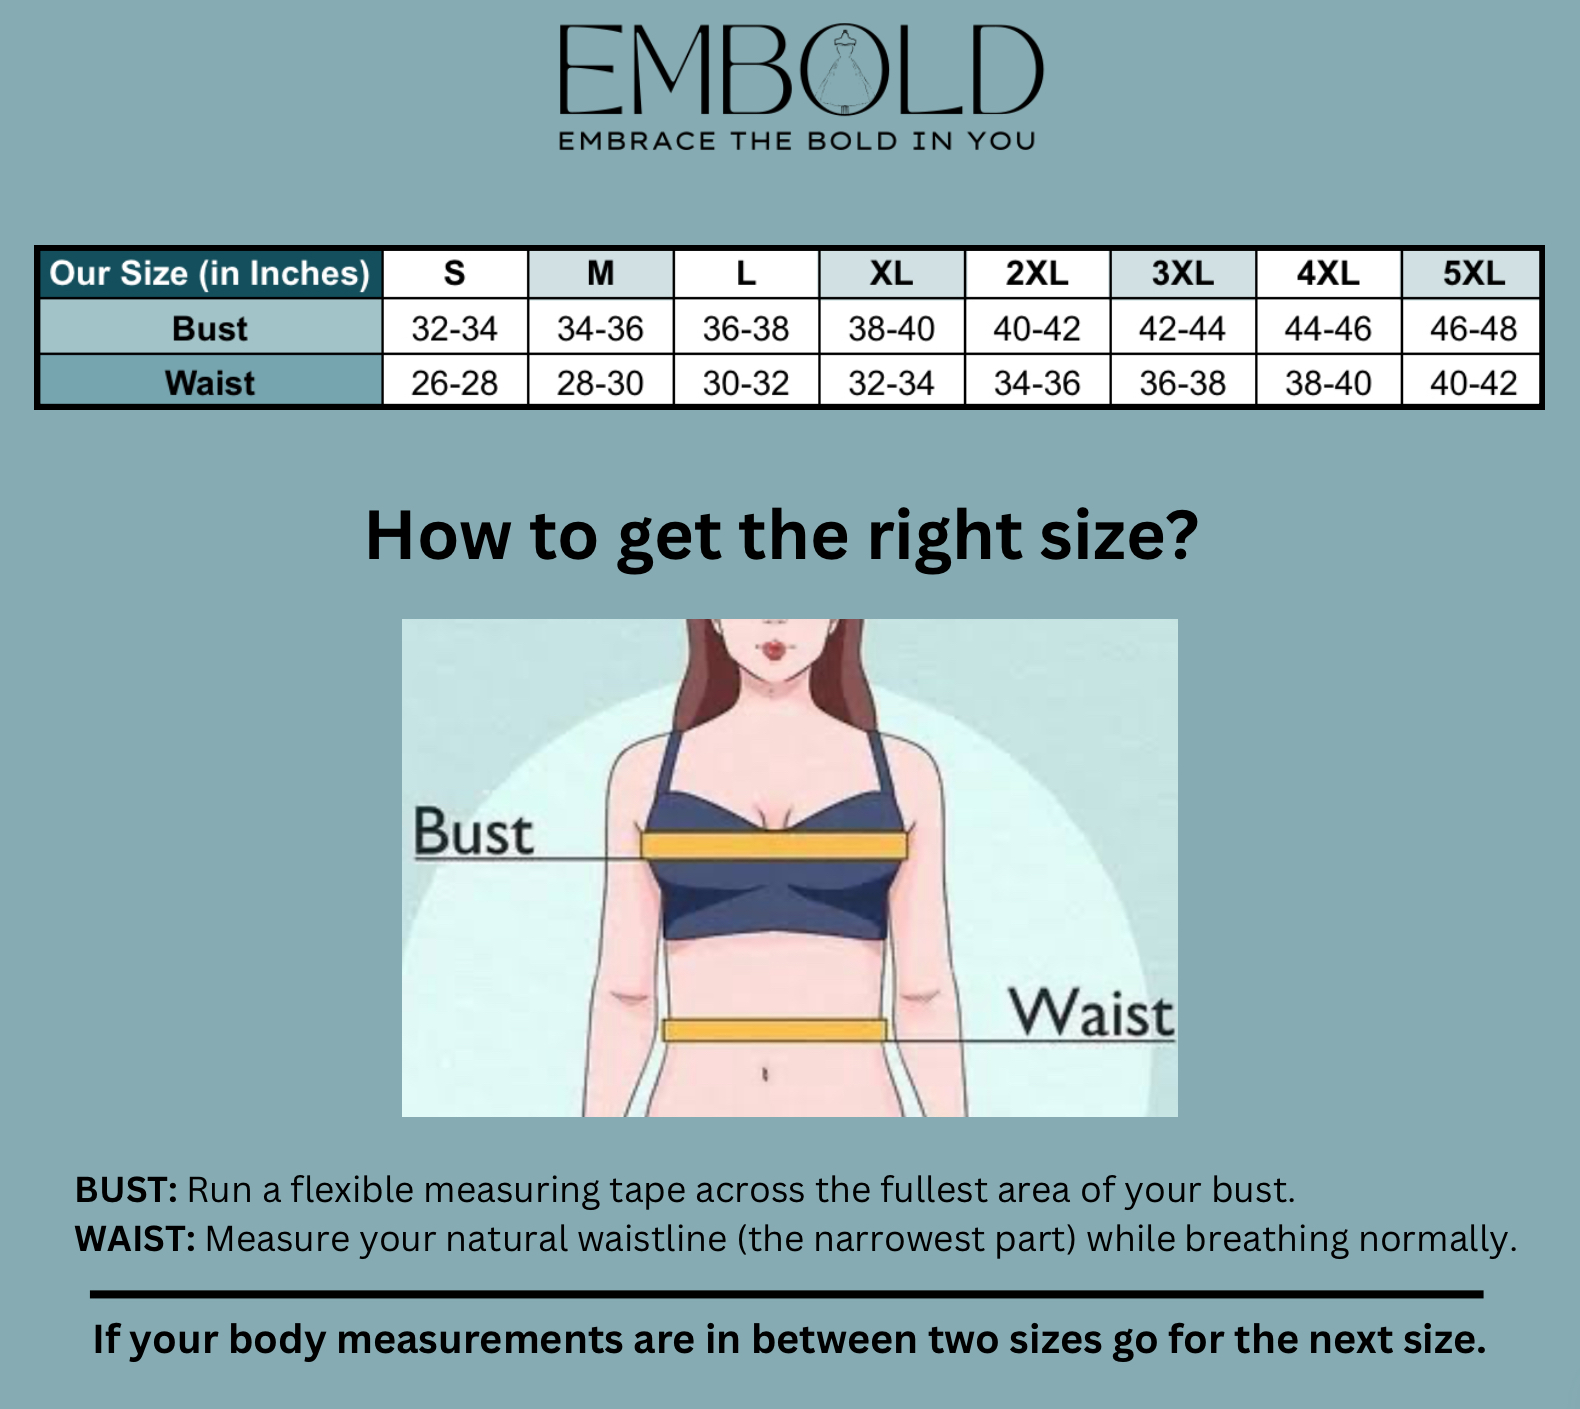 EMBOLD
EMBRACE THE BOLD IN YOU
Our Size (in Inches) S M L XL 2XL 3XL 4XL 5XL
Bust 32-34 34-36 36-38 38-40 40-42 42-44 44-46 46-48
Waist 26-28 28-30 30-32 32-34 34-36 36-38 38-40 40-42
How to get the right size?
Bust
Waist
BUST: Run a flexible measuring tape across the fullest area of your bust.
WAIST: Measure your natural waistline (the narrowest part) while breathing normally.
If your body measurements are in between two sizes go for the next size.